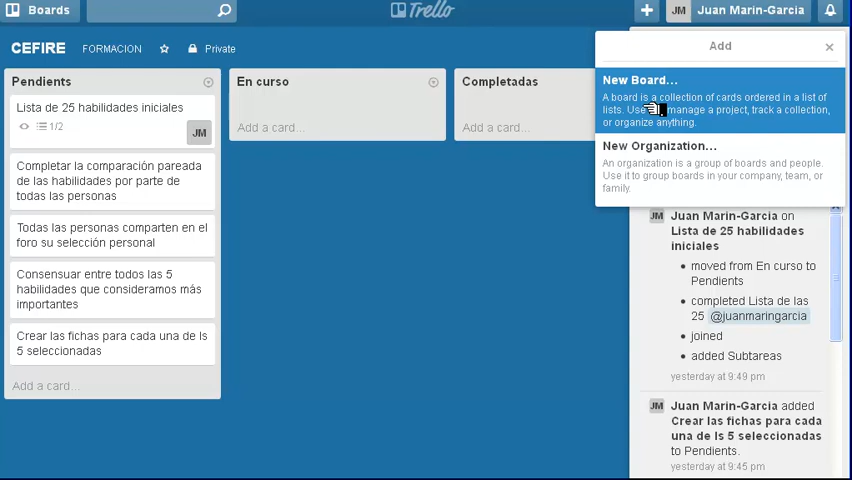 Boards
Trello
JM Juan Marin-Garcia
CEFIRE FORMACION Private
Pendients
Lista de 25 habilidades iniciales
1/2
JM
Completar la comparación pareada
de las habilidades por parte de
todas las personas
Todas las personas comparten en el
foro su selección personal
Consensuar entre todos las 5
habilidades que consideramos más
importantes
Crear las fichas para cada una de ls
5 seleccionadas
Add a card...
En curso
Add a card...
Completadas
Add a card...
Add
New Board...
A board is a collection of cards ordered in a list of
lists. Use manage a project, track a collection,
or organize anything.
New Organization...
An organization is a group of boards and people.
Use it to group boards in your company, team, or
family.
JM Juan Marin-Garcia on
Lista de 25 habilidades
iniciales
• moved from En curso to
Pendients
• completed Lista de las
25 @juanmaringarcia
• joined
• added Subtareas
yesterday at 9:49 pm
JM Juan Marin-Garcia added
Crear las fichas para cada
una de ls 5 seleccionadas
to Pendients.
yesterday at 9:45 pm